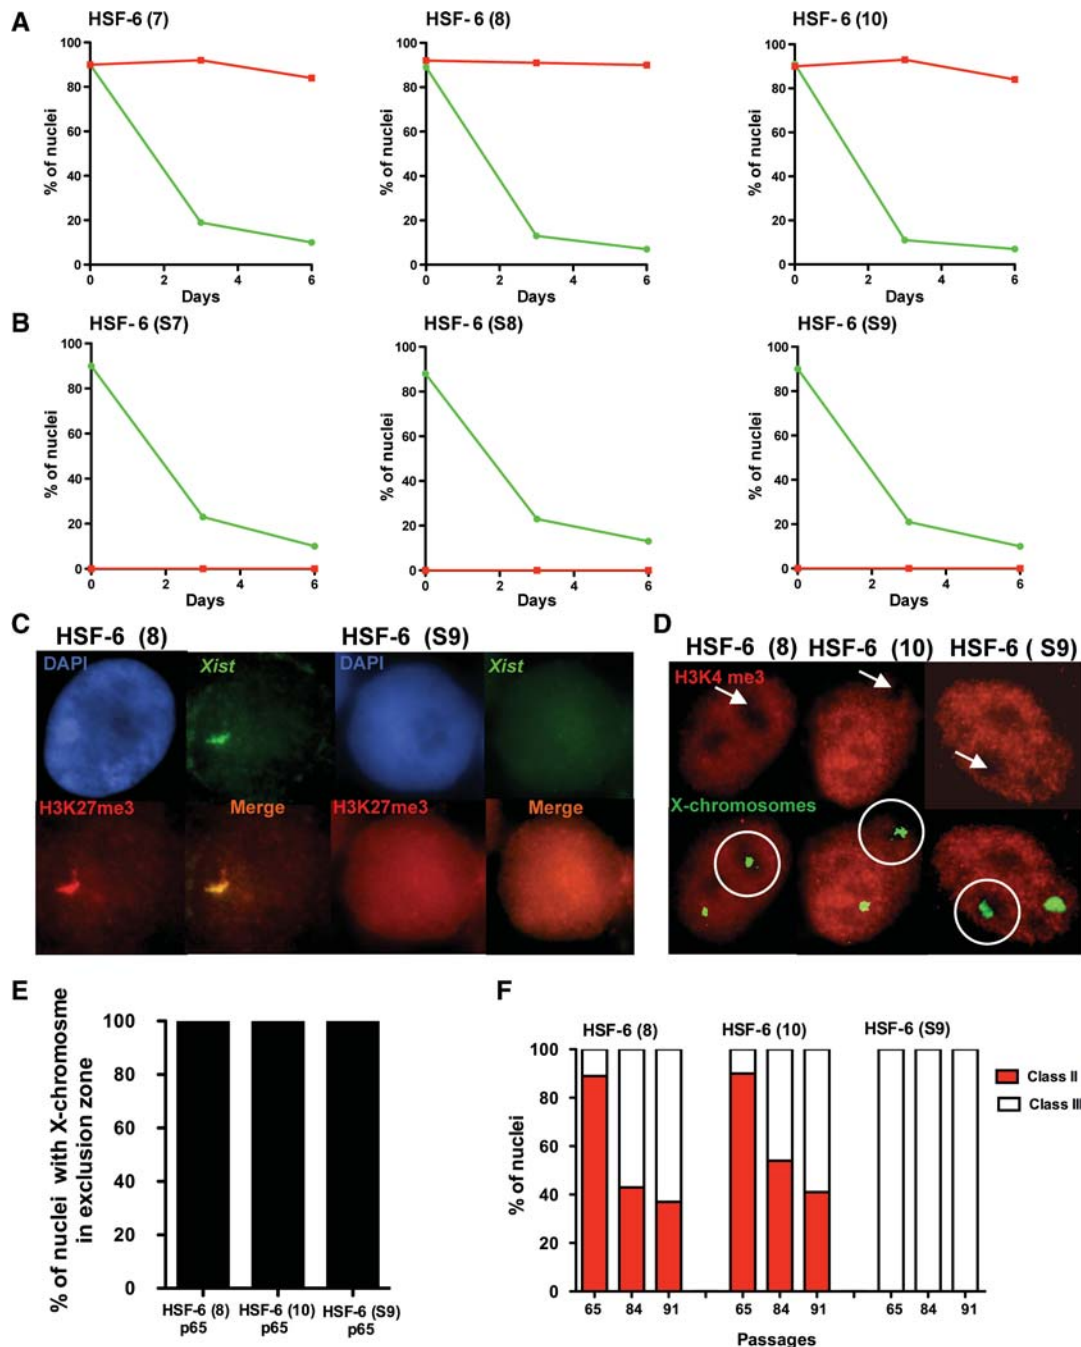 A
HSF-6 (7)
HSF- 6 (8)
HSF- 6 (10)
100
80
60
40
20
0
% of nuclei
0 2 4 6
Days
100
80
60
40
20
0
% of nuclei
0 2 4 6
Days
100
80
60
40
20
0
% of nuclei
0 2 4 6
Days
B
HSF- 6 (S7)
HSF- 6 (S8)
HSF- 6 (S9)
100
80
60
40
20
0
% of nuclei
0 2 4 6
Days
100
80
60
40
20
0
% of nuclei
0 2 4 6
Days
100
80
60
40
20
0
% of nuclei
0 2 4 6
Days
C
HSF-6 (8)
HSF-6 (S9)
DAPI
Xist
DAPI
Xist
H3K27me3
Merge
H3K27me3
Merge
D
HSF-6 (8)
HSF-6 (10)
HSF-6 ( S9)
H3K4 me3
X-chromosomes
E
% of nuclei with X-chromosme
in exclusion zone
100
80
60
40
20
0
HSF-6 (8)
p65
HSF-6 (10)
p65
HSF-6 (S9)
p65
F
HSF-6 (8)
HSF-6 (10)
HSF-6 (S9)
% of nuclei
100
80
60
40
20
0
65 84 91
65 84 91
65 84 91
Passages
Class II
Class III